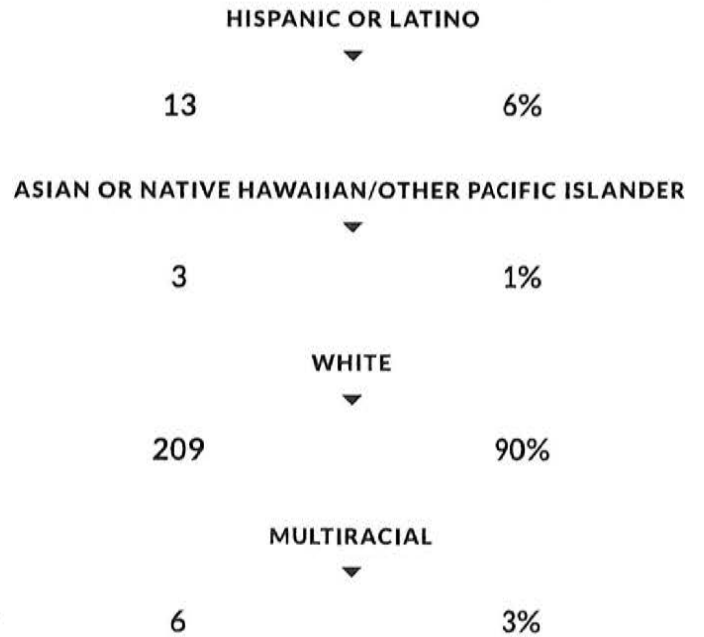 HISPANIC OR LATINO
13 6%
ASIAN OR NATIVE HAWAIIAN/OTHER PACIFIC ISLANDER
3 1%
WHITE
209 90%
MULTIRACIAL
6 3%